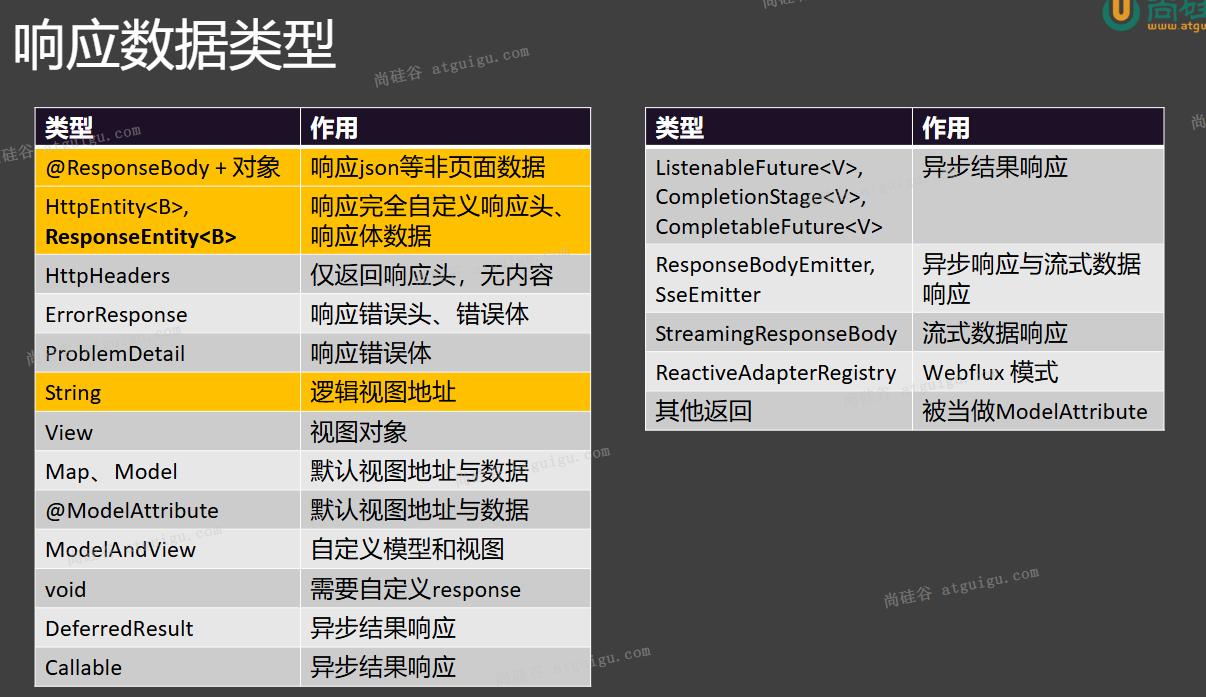 响应数据类型
尚硅谷 atguigu.com
类型 作用
@ResponseBody + 对象 响应json等非页面数据
HttpEntity<B>, 响应完全自定义响应头、
ResponseEntity<B> 响应体数据
HttpHeaders 仅返回响应头，无内容
ErrorResponse 响应错误头、错误体
ProblemDetail 响应错误体
String 逻辑视图地址
View 视图对象
Map、Model 默认视图地址与数据
@ModelAttribute 默认视图地址与数据
ModelAndView 自定义模型和视图
void 需要自定义response
DeferredResult 异步结果响应
Callable 异步结果响应
类型 作用
ListenableFuture<V>, 异步结果响应
CompletionStage<V>,
CompletableFuture<V>
ResponseBodyEmitter, 异步响应与流式数据
SseEmitter 响应
StreamingResponseBody 流式数据响应
ReactiveAdapterRegistry Webflux 模式
其他返回 被当做ModelAttribute
尚硅谷 atguigu.com